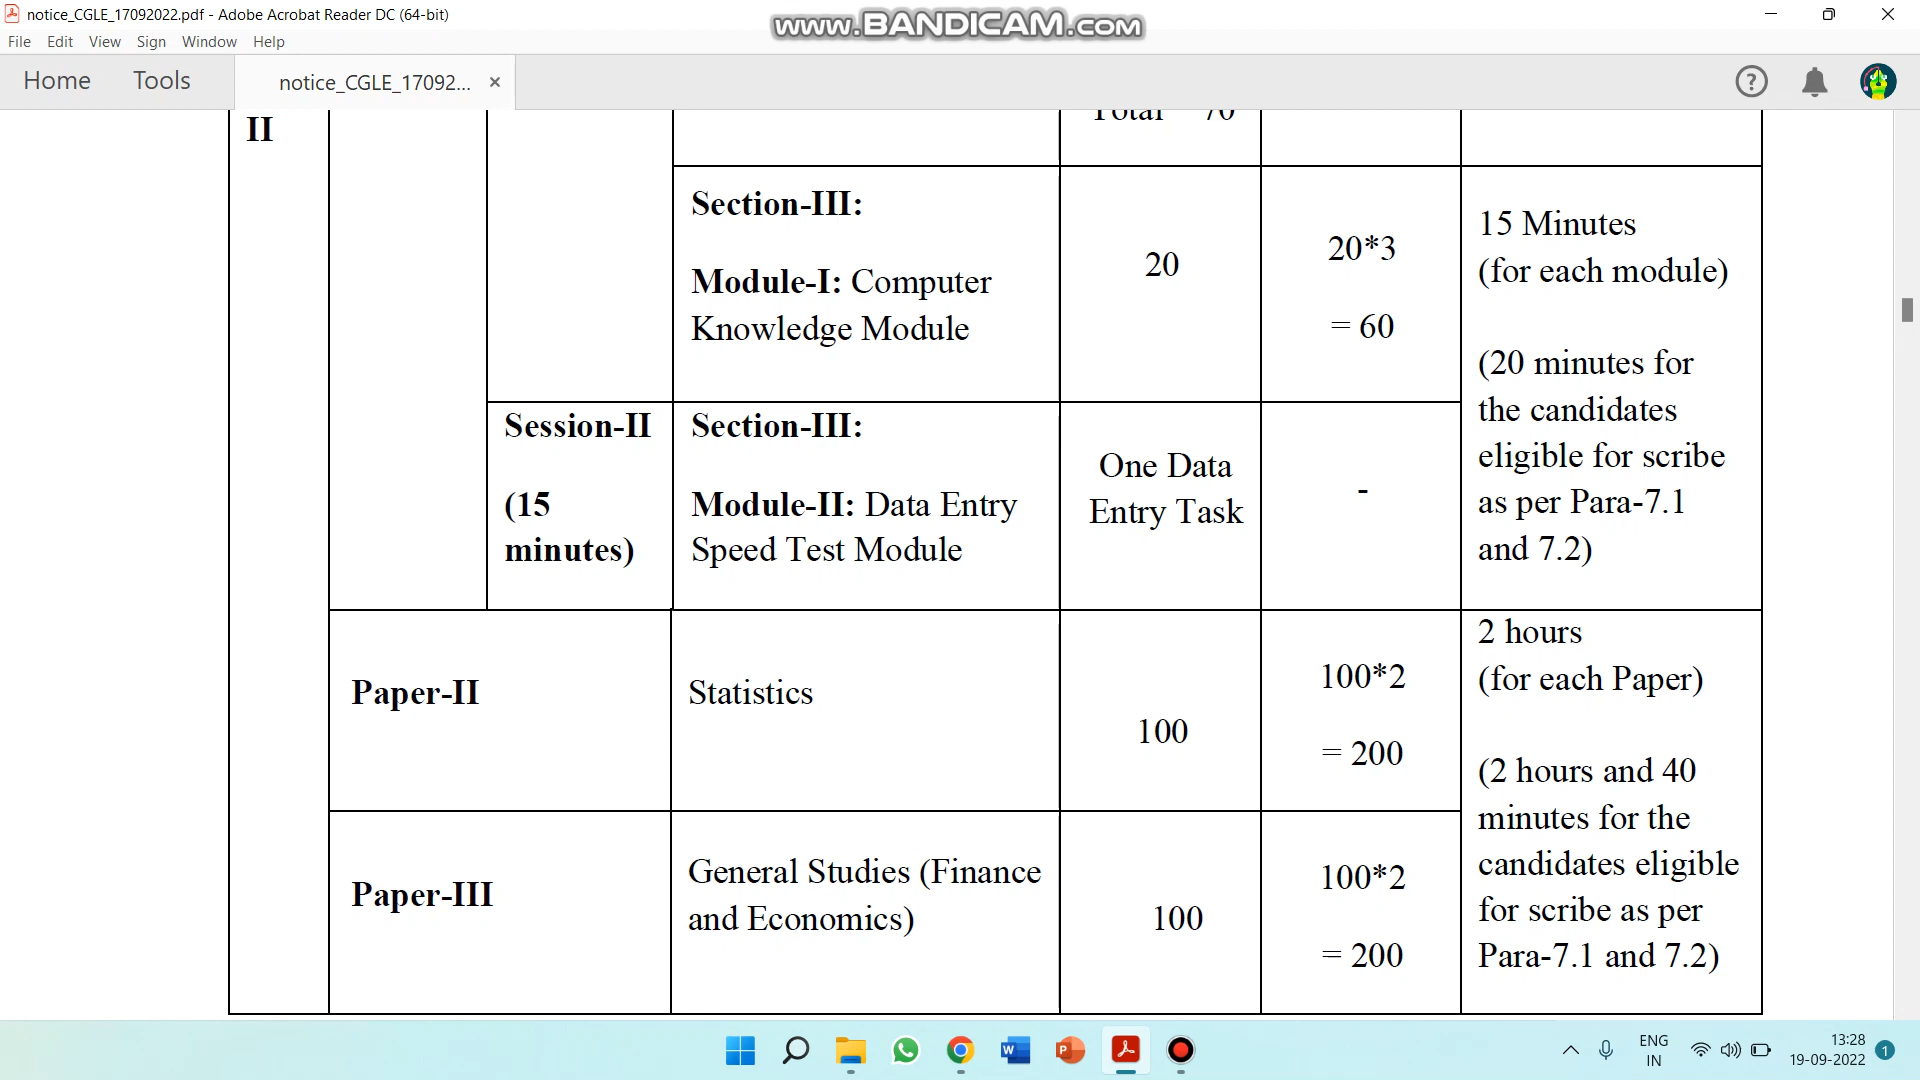 notice_CGLE_17092022.pdf - Adobe Acrobat Reader DC (64-bit)
www.BANDICAM.com
File Edit View Sign Window Help
Home Tools notice_CGLE_17092... ×
II
Total 70
Section-III:
Module-I: Computer
Knowledge Module
20
20*3
= 60
15 Minutes
(for each module)
(20 minutes for
the candidates
eligible for scribe
as per Para-7.1
and 7.2)
Session-II
(15
minutes)
Section-III:
Module-II: Data Entry
Speed Test Module
One Data
Entry Task
-
Paper-II
Statistics
100
100*2
= 200
2 hours
(for each Paper)
(2 hours and 40
minutes for the
candidates eligible
for scribe as per
Para-7.1 and 7.2)
Paper-III
General Studies (Finance
and Economics)
100
100*2
= 200
ENG
IN
13:28
19-09-2022
1